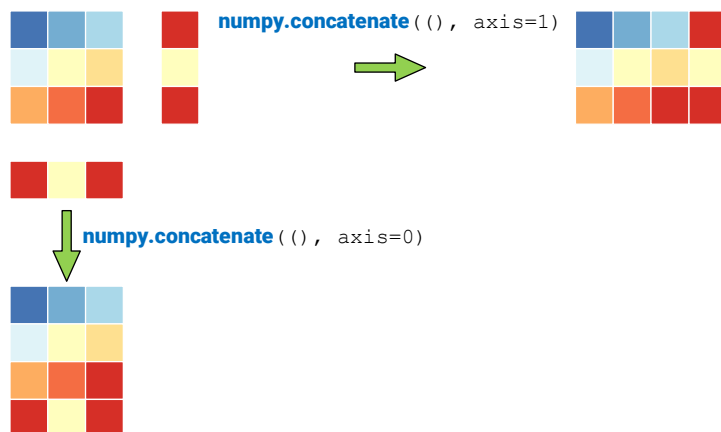 numpy.concatenate((), axis=1)
numpy.concatenate((), axis=0)